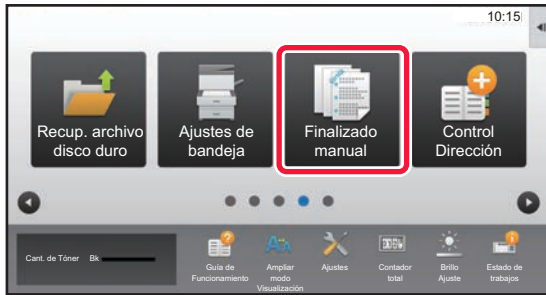 10:15
Recup. archivo
disco duro
Ajustes de
bandeja
Finalizado
manual
Control
Dirección
Cant. de Tóner Bk
Guía de
Funcionamiento
Ampliar
modo
Visualización
Ajustes
Contador
total
Brillo
Ajuste
Estado de
trabajos